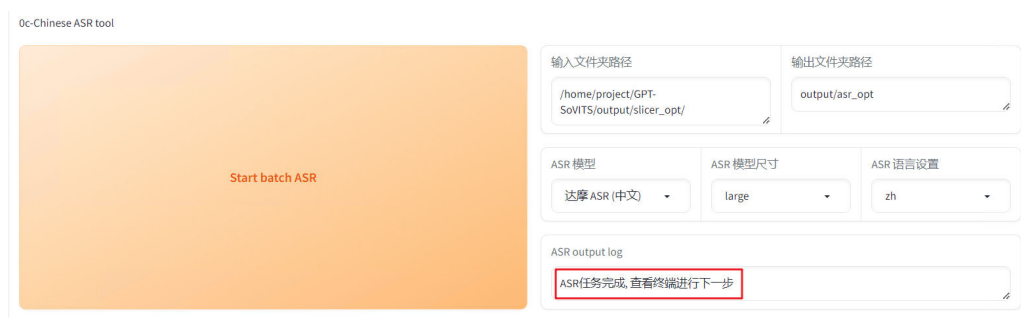 0c-Chinese ASR tool
Start batch ASR
输入文件夹路径
/home/project/GPT-
SoVITS/output/slicer_opt/
输出文件夹路径
output/asr_opt
ASR 模型
达摩 ASR (中文)
ASR 模型尺寸
large
ASR 语言设置
zh
ASR output log
ASR任务完成, 查看终端进行下一步